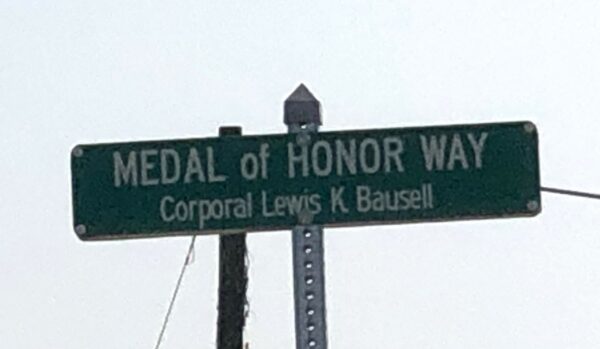 MEDAL of HONOR WAY
Corporal Lewis K Bausell